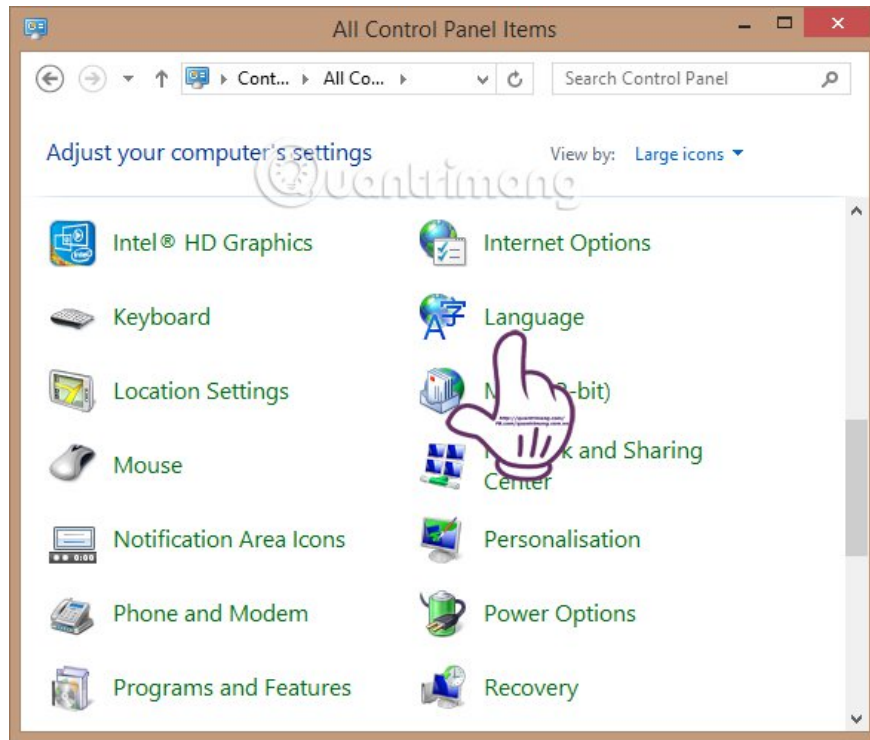 All Control Panel Items
Cont... All Co... Search Control Panel
Adjust your computer's settings View by: Large icons
Quantrimang
Intel® HD Graphics Internet Options
Keyboard Language
Location Settings -bit)
Mouse k and Sharing
Center
Notification Area Icons Personalisation
Phone and Modem Power Options
Programs and Features Recovery